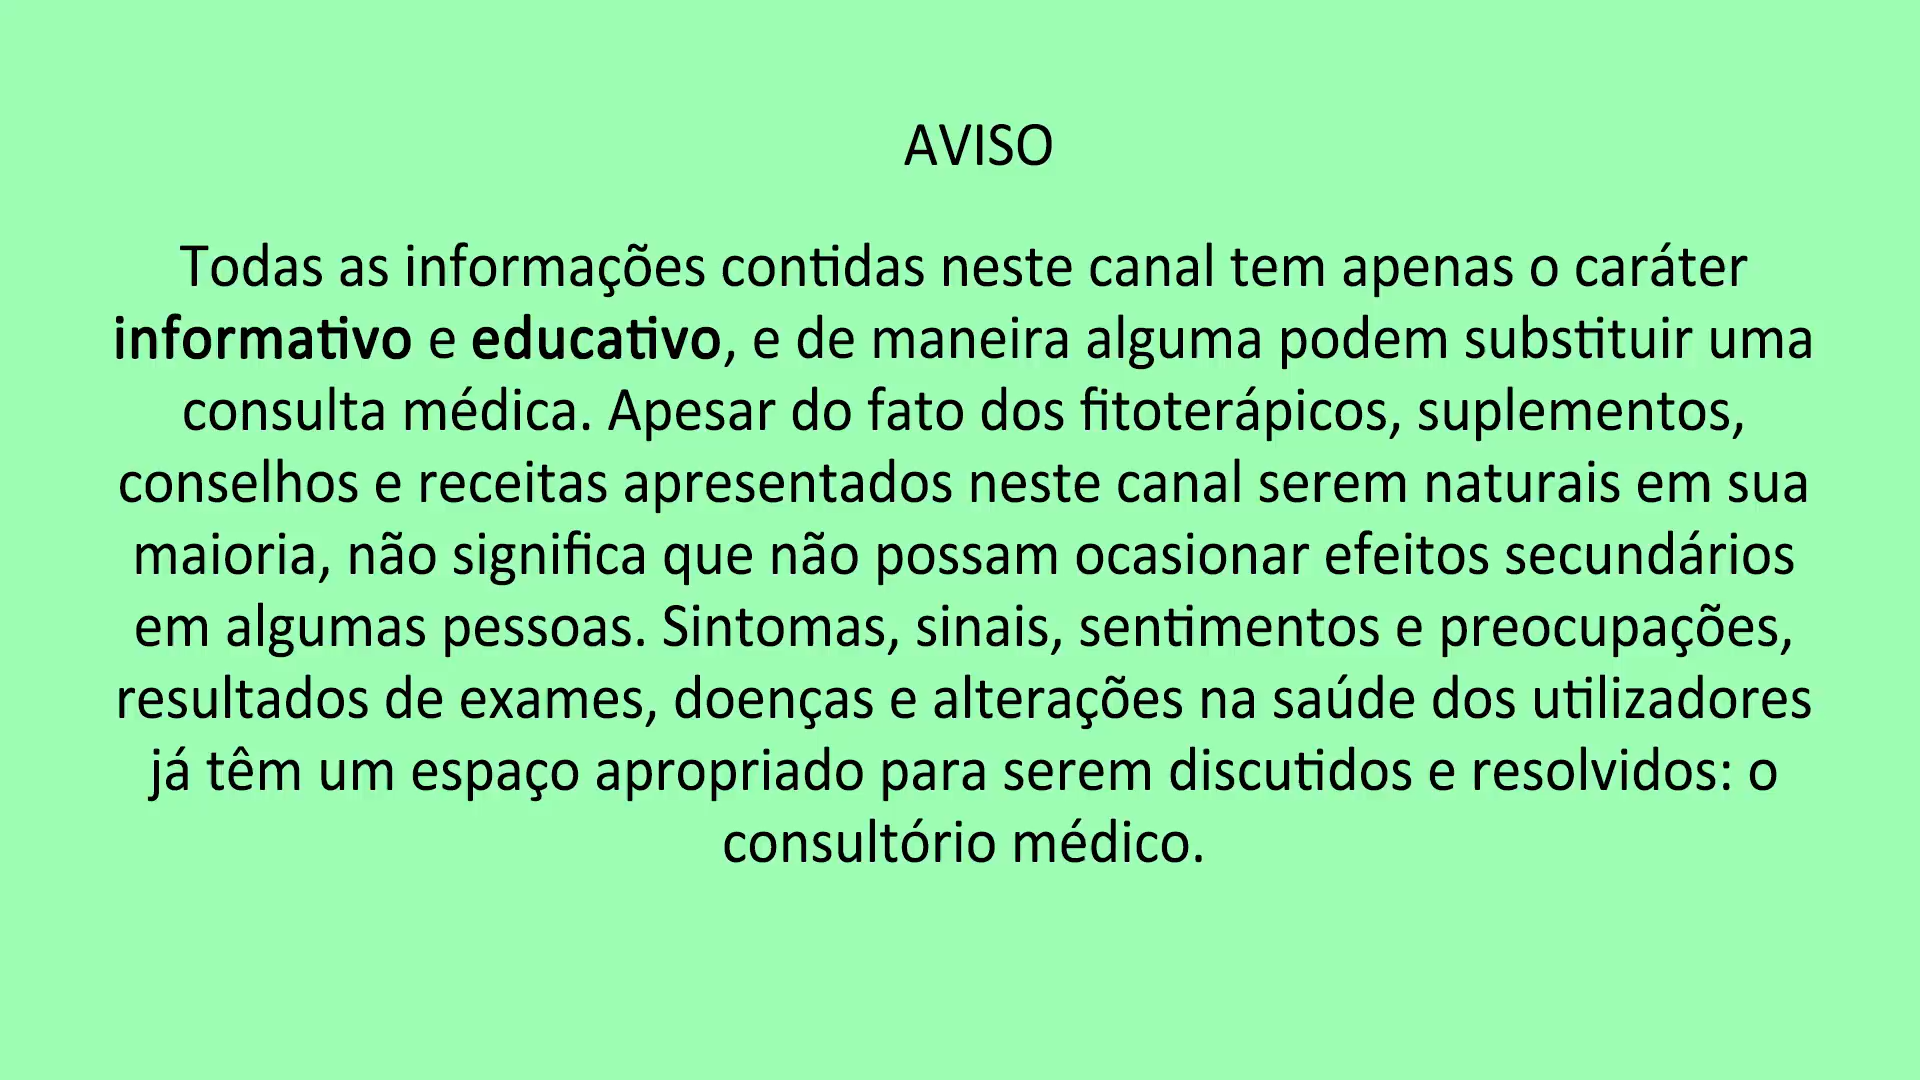 AVISO
Todas as informações contidas neste canal tem apenas o caráter
informativo e educativo, e de maneira alguma podem substituir uma
consulta médica. Apesar do fato dos fitoterápicos, suplementos,
conselhos e receitas apresentados neste canal serem naturais em sua
maioria, não significa que não possam ocasionar efeitos secundários
em algumas pessoas. Sintomas, sinais, sentimentos e preocupações,
resultados de exames, doenças e alterações na saúde dos utilizadores
já têm um espaço apropriado para serem discutidos e resolvidos: o
consultório médico.